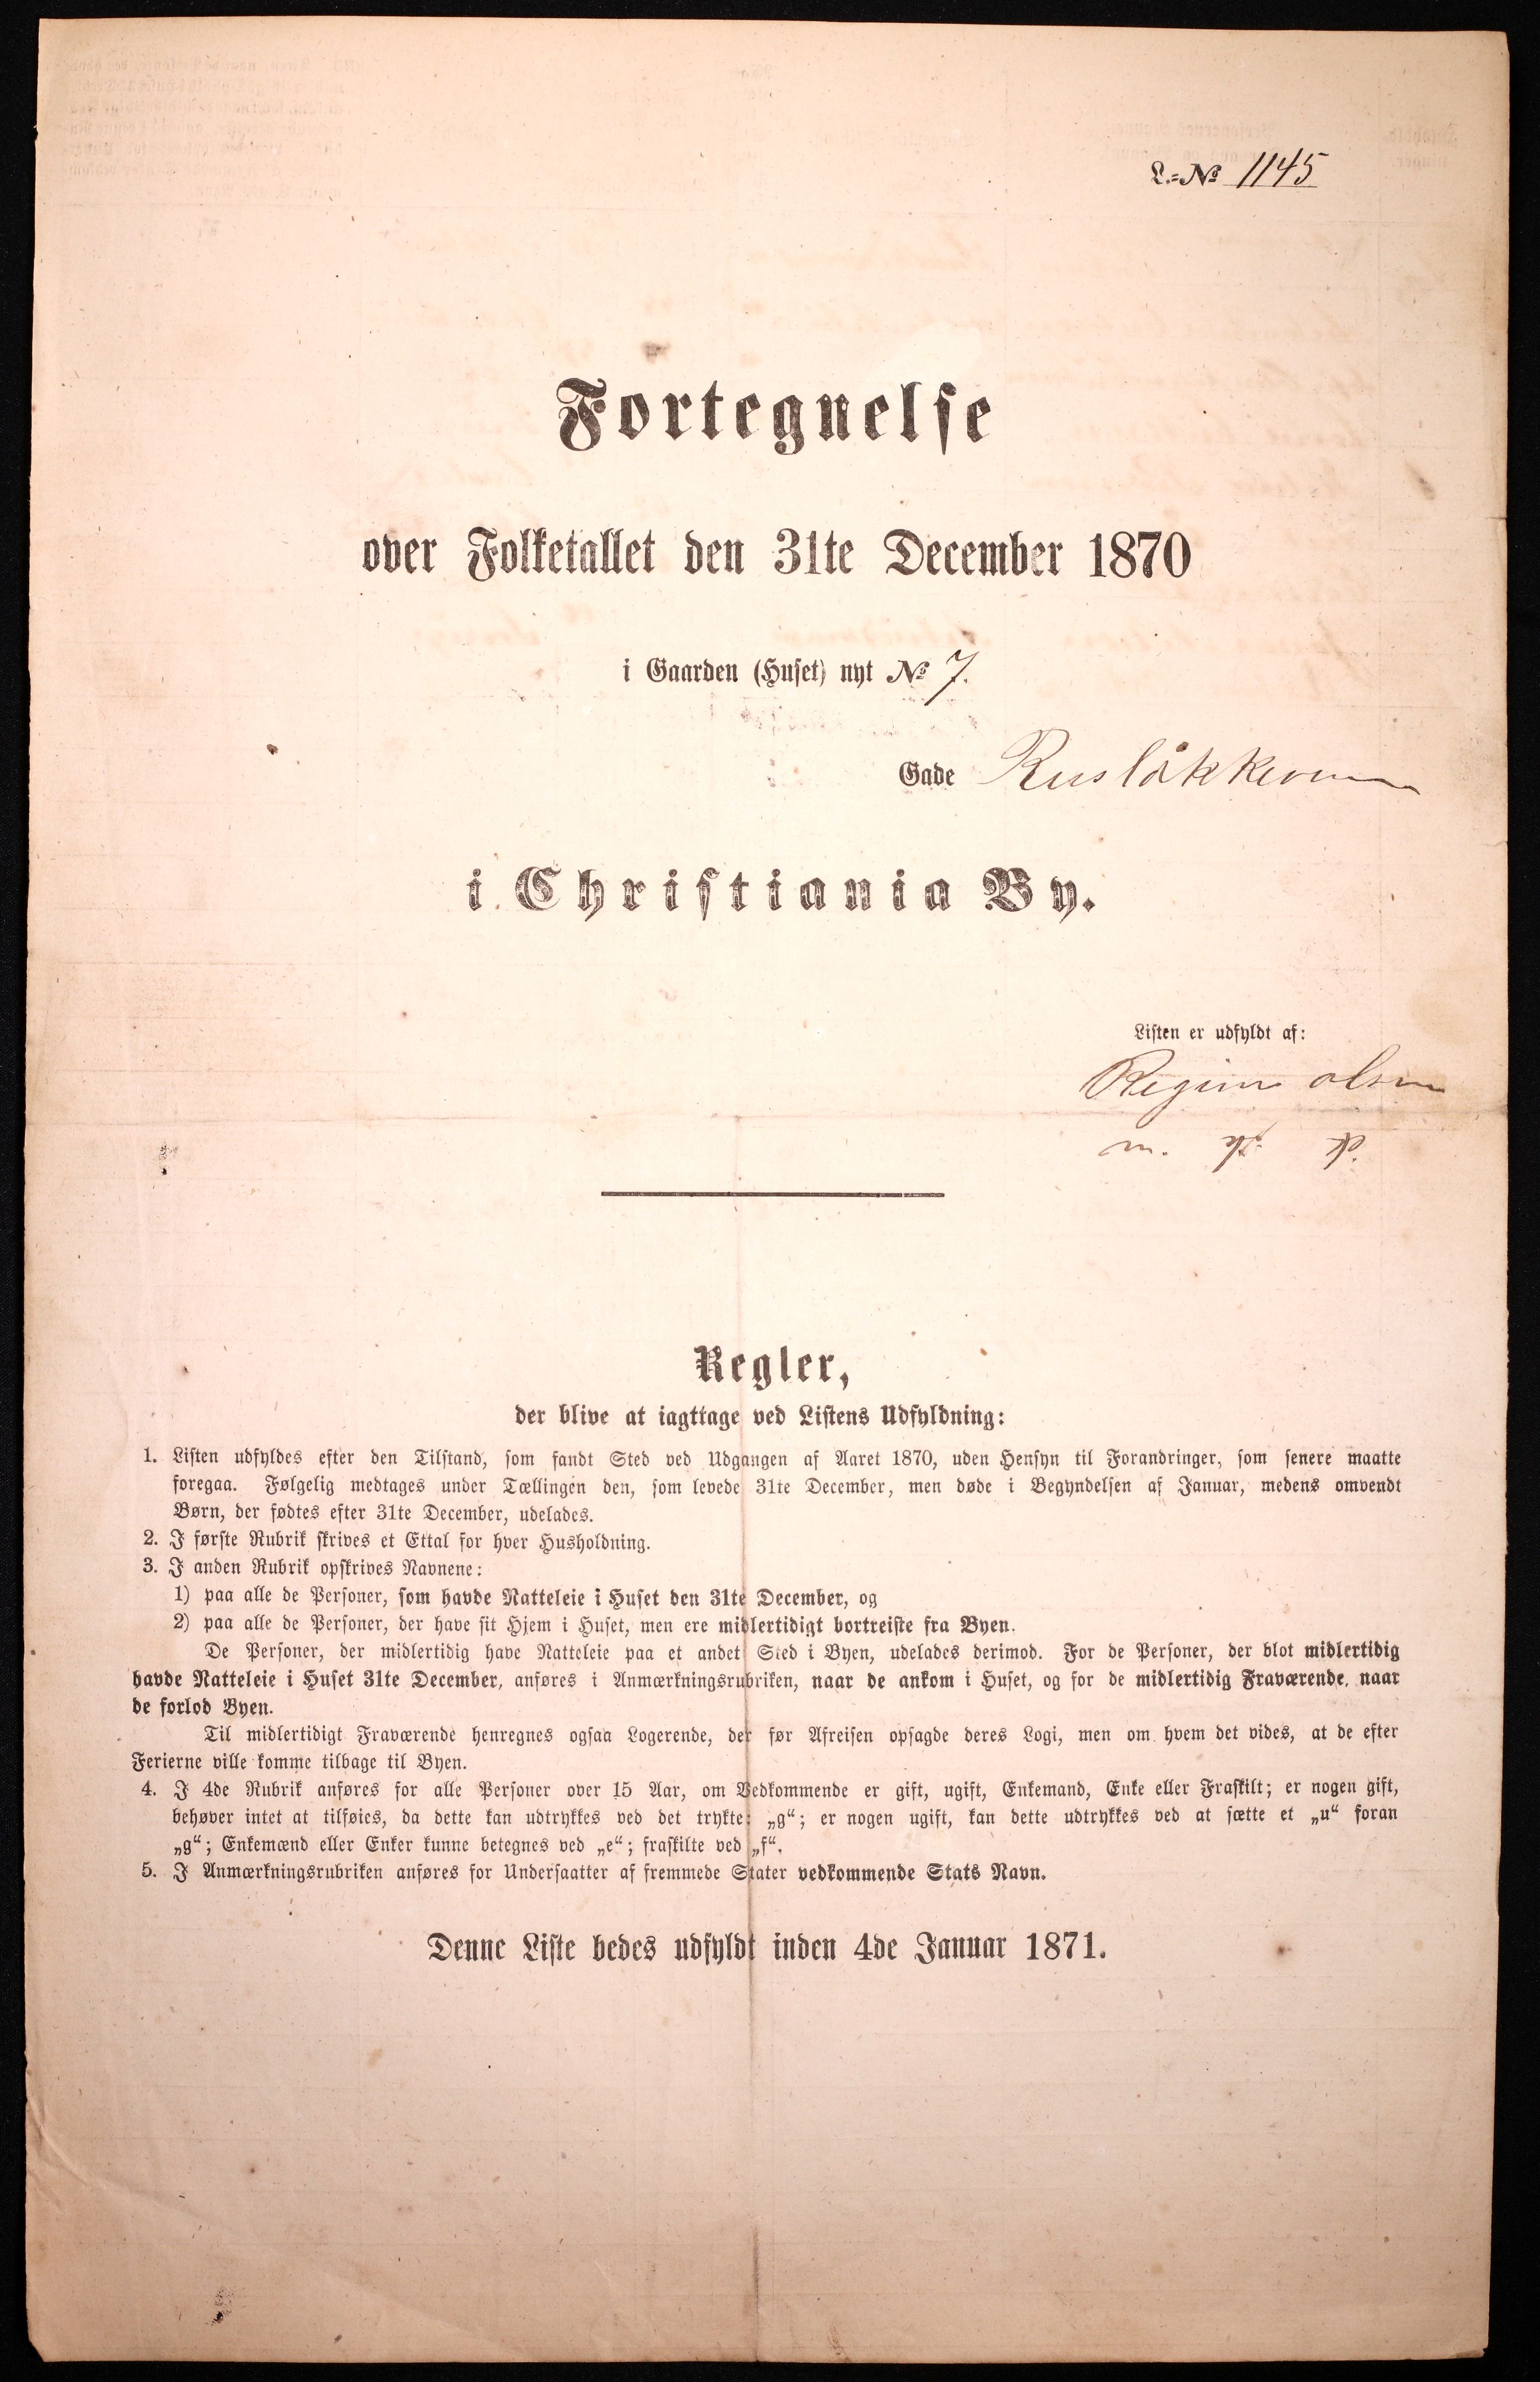 L.=№ 1145
Fortegnelse
over Folketallet den 31te December 1870
i Gaarden (Huset) nyt № 7.
Gade Ruslåkkeven
i Christiania By.
Listen er udfyldt af:
Regine olsen
m. p. p.
Regler,
der blive at iagttage ved Listens Udfyldning:
1. Listen udfyldes efter den Tilstand, som fandt Sted ved Udgangen af Aaret 1870, uden Hensyn til Forandringer, som senere maatte
foregaa. Følgelig medtages under Tællingen den, som levede 31te December, men døde i Begyndelsen af Januar, medens omvendt
Børn, der fødtes efter 31te December, udelades.
2. I første Rubrik skrives et Ettal for hver Husholdning.
3. I anden Rubrik opskrives Navnene:
1) paa alle de Personer, som havde Natteleie i Huset den 31te December, og
2) paa alle de Personer, der have sit Hjem i Huset, men ere midlertidigt bortreiste fra Byen.
De Personer, der midlertidig have Natteleie paa et andet Sted i Byen, udelades derimod. For de Personer, der blot midlertidig
havde Natteleie i Huset 31te December, anføres i Anmærkningsrubriken, naar de ankom i Huset, og for de midlertidig Fraværende, naar
de forlod Byen.
Til midlertidigt Fraværende henregnes ogsaa Logerende, der før Afreisen opsagde deres Logi, men om hvem det vides, at de efter
Ferierne ville komme tilbage til Byen.
4. I 4de Rubrik anføres for alle Personer over 15 Aar, om Vedkommende er gift, ugift, Enkemand, Enke eller Fraskilt; er nogen gift,
behøver intet at tilføies, da dette kan udtrykkes ved det trykte: „g“; er nogen ugift, kan dette udtrykkes ved at sætte et „u“ foran
„g“; Enkemænd eller Enker kunne betegnes ved „e“; fraskilte ved „f“.
5. I Anmærkningsrubriken anføres for Undersaatter af fremmede Stater vedkommende Stats Navn.
Denne Liste bedes udfyldt inden 4de Januar 1871.